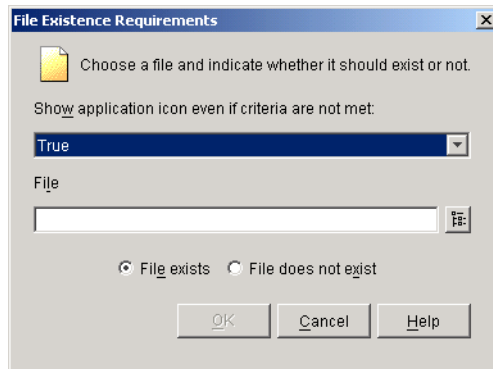 File Existence Requirements
Choose a file and indicate whether it should exist or not.
Show application icon even if criteria are not met:
True
File
File exists File does not exist
OK Cancel Help